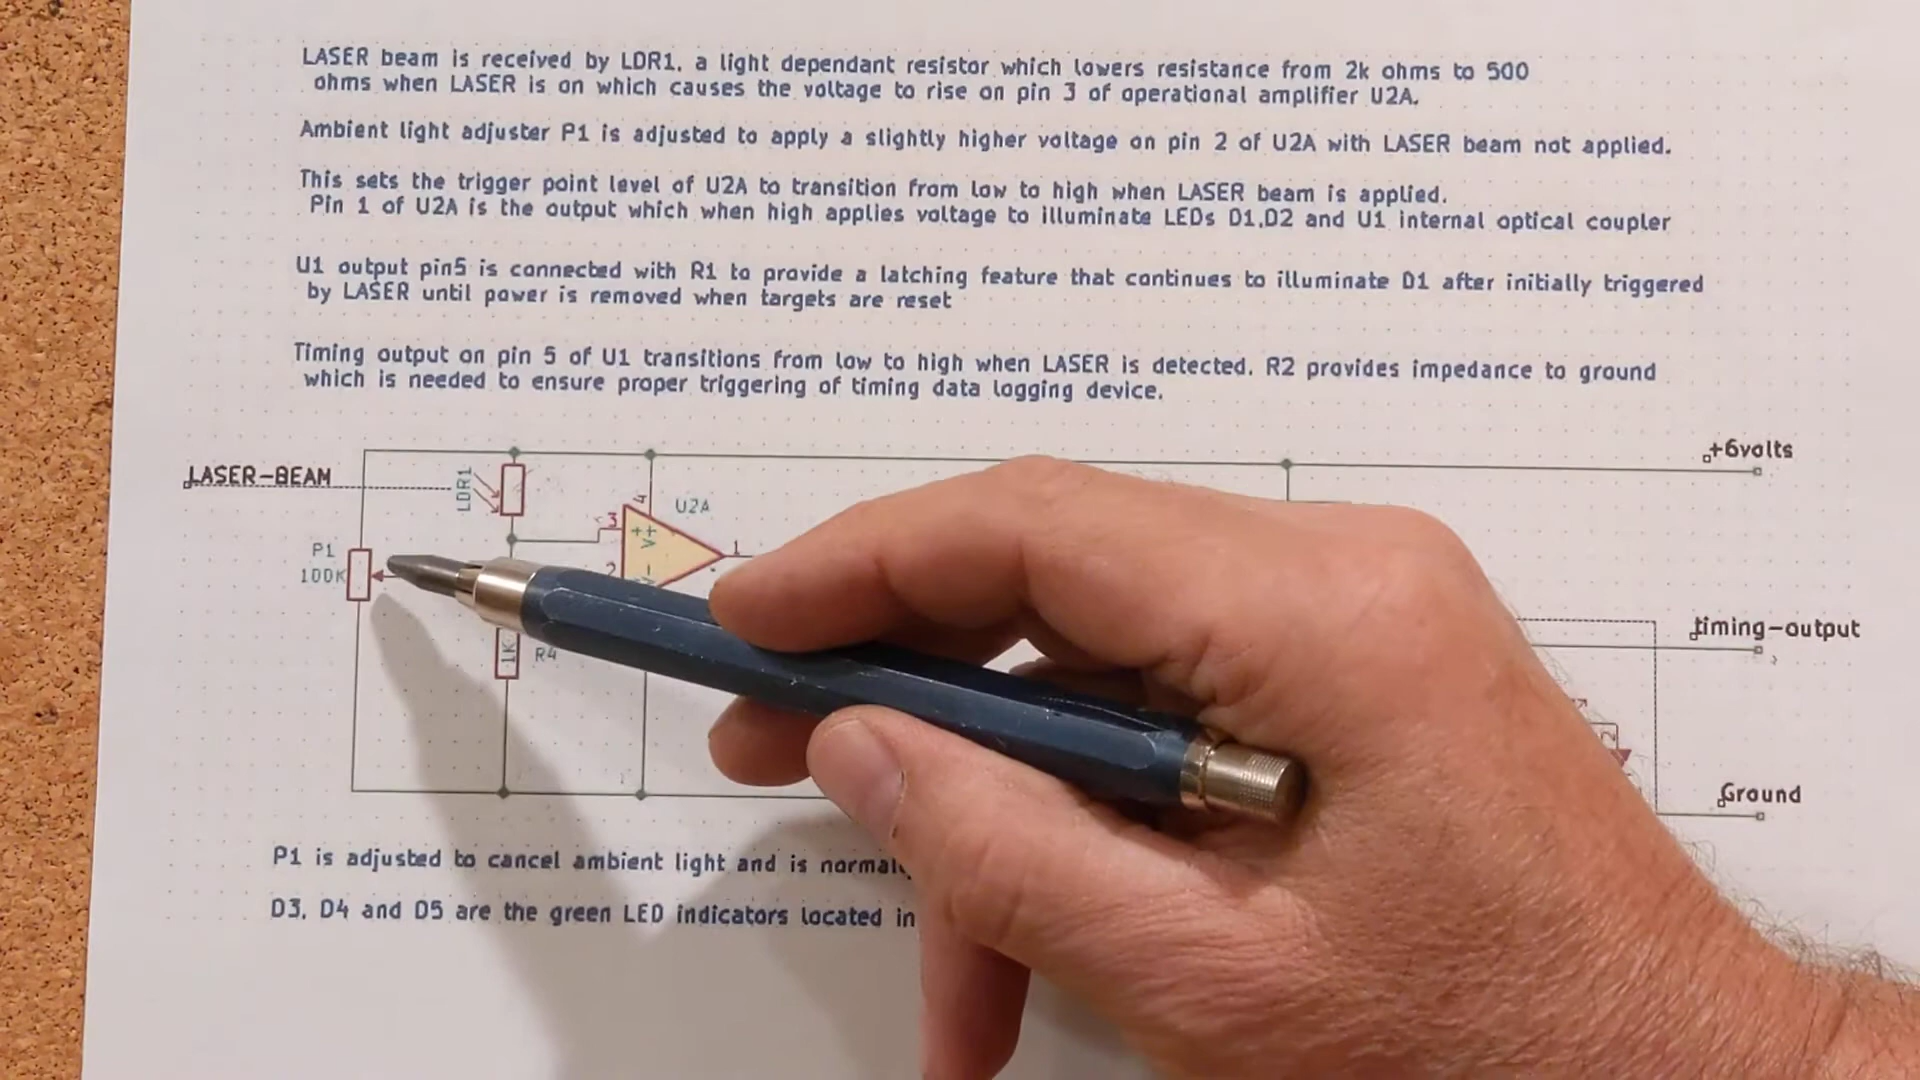 LASER beam is received by LDR1, a light dependant resistor which lowers resistance from 2k ohms to 500
ohms when LASER is on which causes the voltage to rise on pin 3 of operational amplifier U2A.
Ambient light adjuster P1 is adjusted to apply a slightly higher voltage on pin 2 of U2A with LASER beam not applied.
This sets the trigger point level of U2A to transition from low to high when LASER beam is applied.
Pin 1 of U2A is the output which when high applies voltage to illuminate LEDs D1,D2 and U1 internal optical coupler
U1 output pin5 is connected with R1 to provide a latching feature that continues to illuminate D1 after initially triggered
by LASER until power is removed when targets are reset
Timing output on pin 5 of U1 transitions from low to high when LASER is detected. R2 provides impedance to ground
which is needed to ensure proper triggering of timing data logging device.
+6volts
LASER-BEAM
LDR1
4
U2A
3
++
V+
1
P1
100K
2
V-
1K
R4
timing-output
2
Ground
P1 is adjusted to cancel ambient light and is
D3, D4 and D5 are the green LED indicators located in